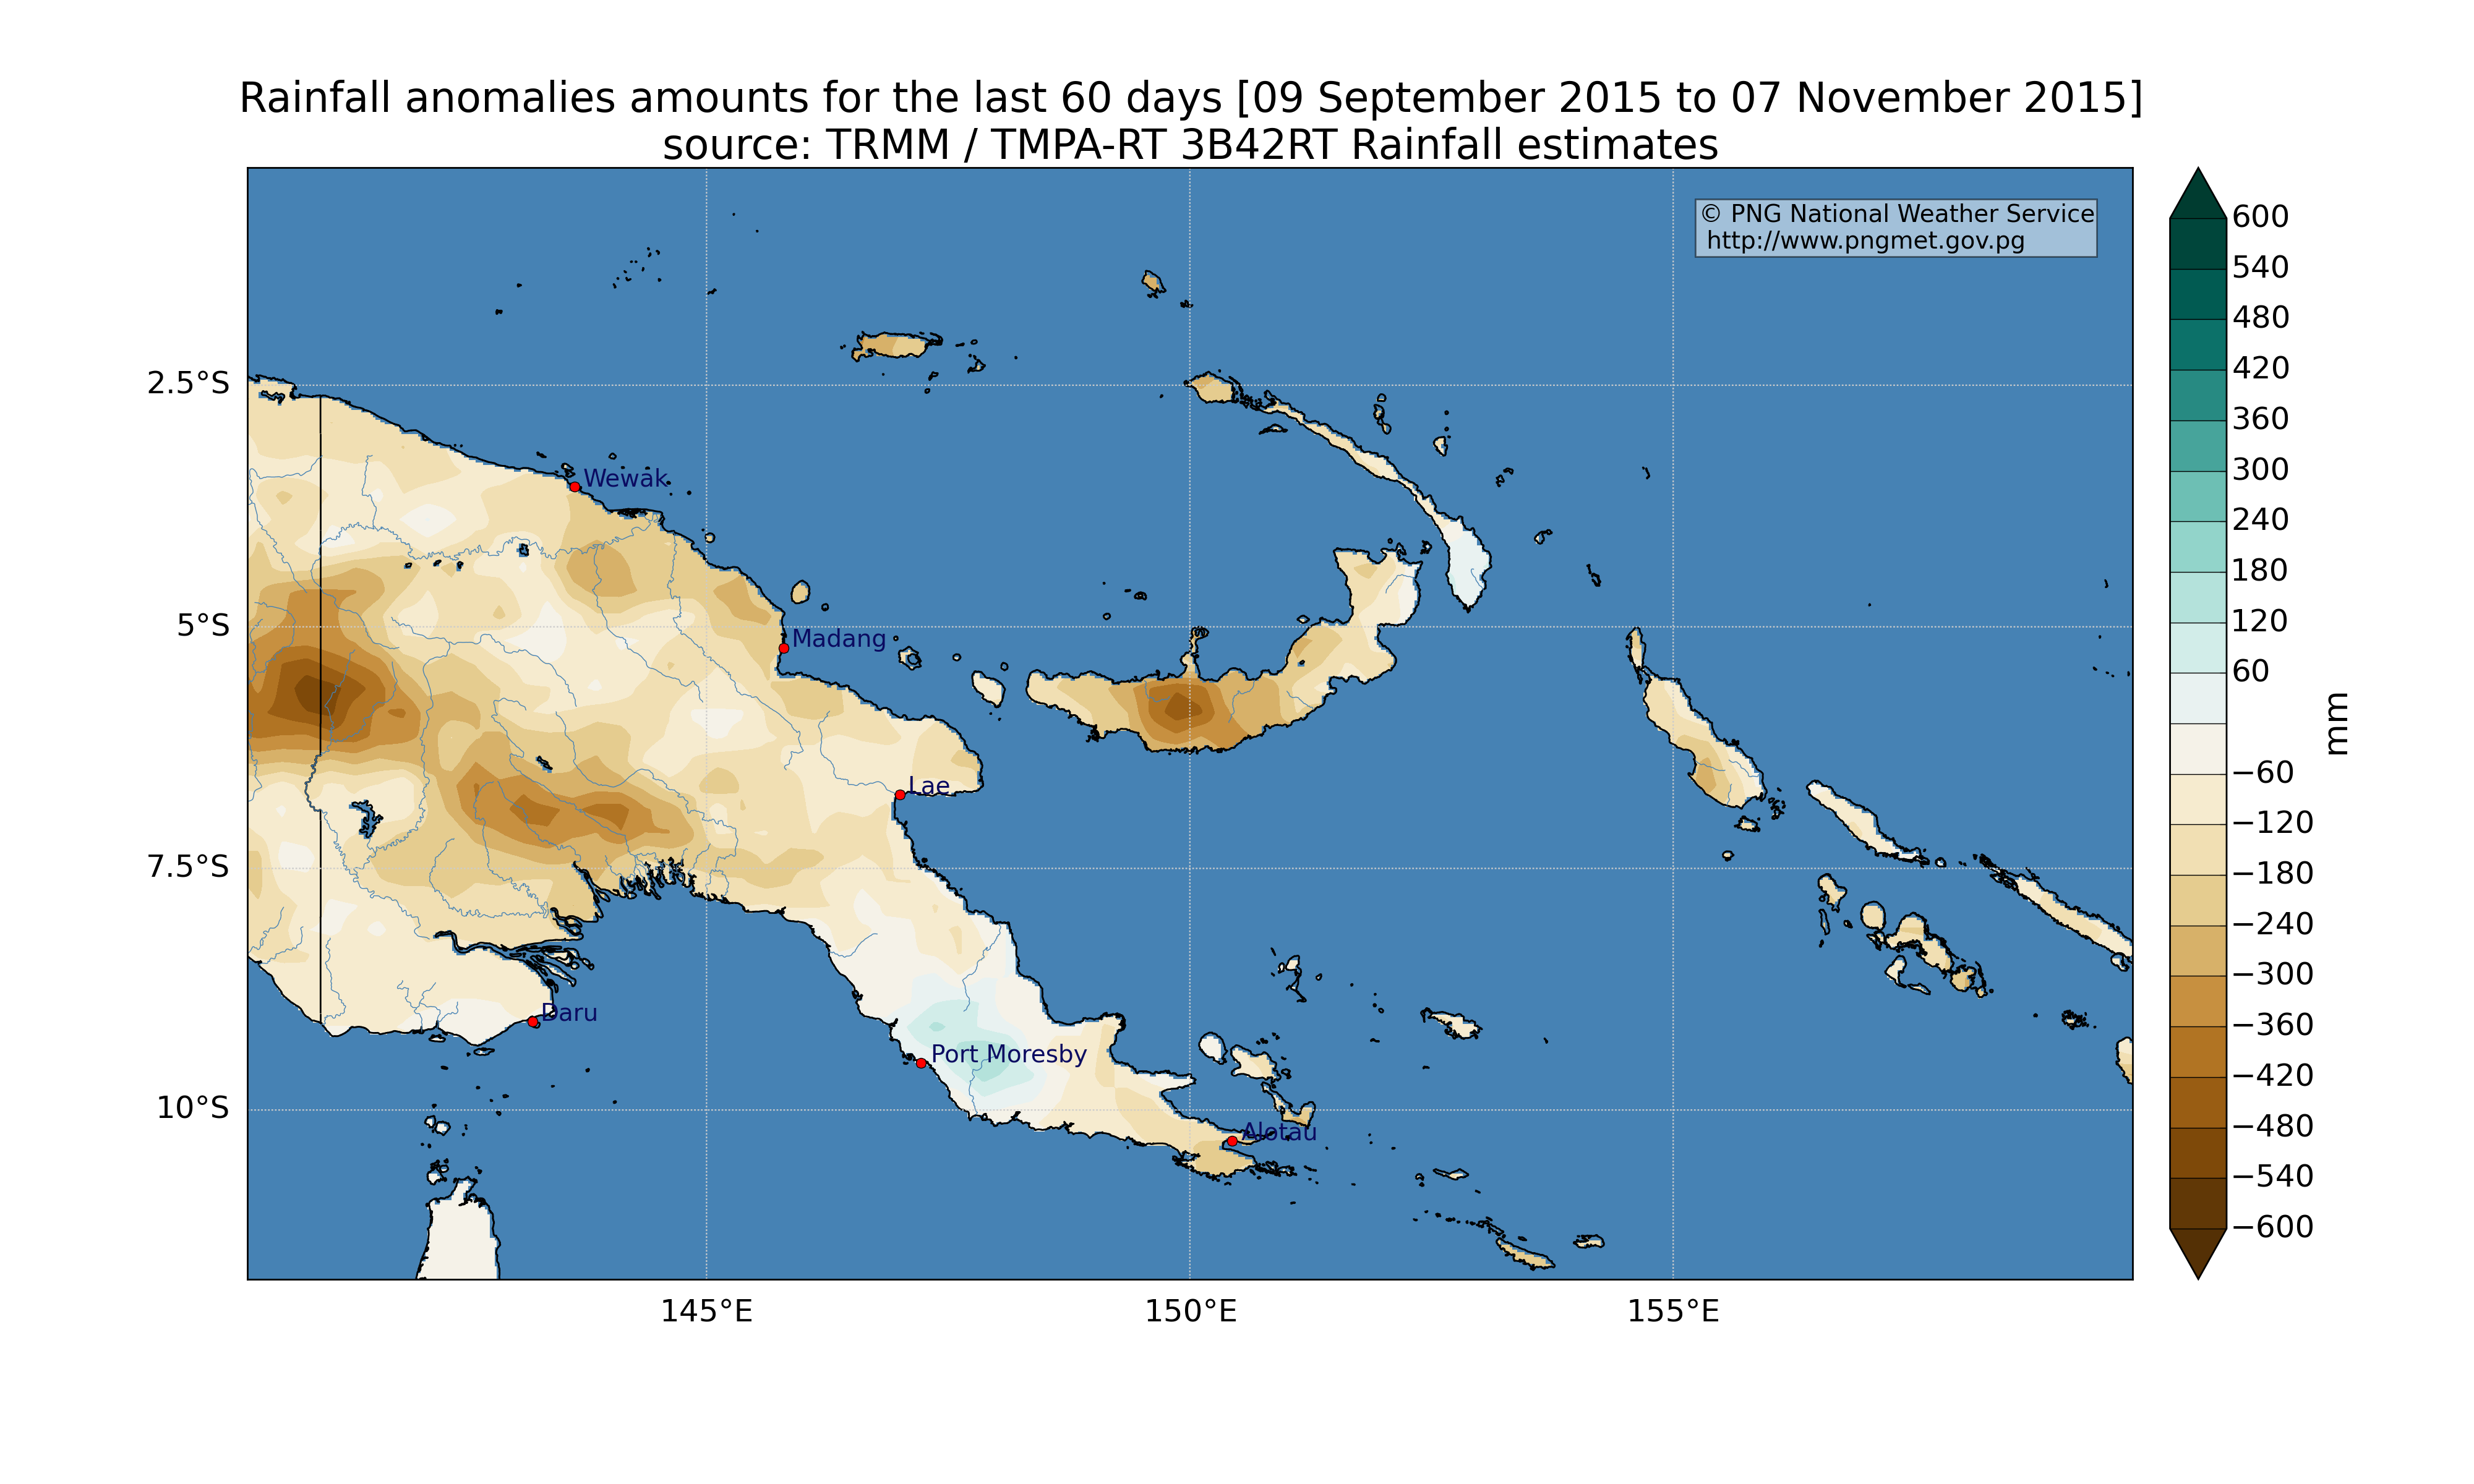 Rainfall anomalies amounts for the last 60 days [09 September 2015 to 07 November 2015]
source: TRMM / TMPA-RT 3B42RT Rainfall estimates
© PNG National Weather Service
http://www.pngmet.gov.pg
2.5°S
5°S
7.5°S
10°S
145°E
150°E
155°E
Wewak
Madang
Lae
Daru
Port Moresby
Alotau
600
540
480
420
360
300
240
180
120
60
−60
−120
−180
−240
−300
−360
−420
−480
−540
−600
mm